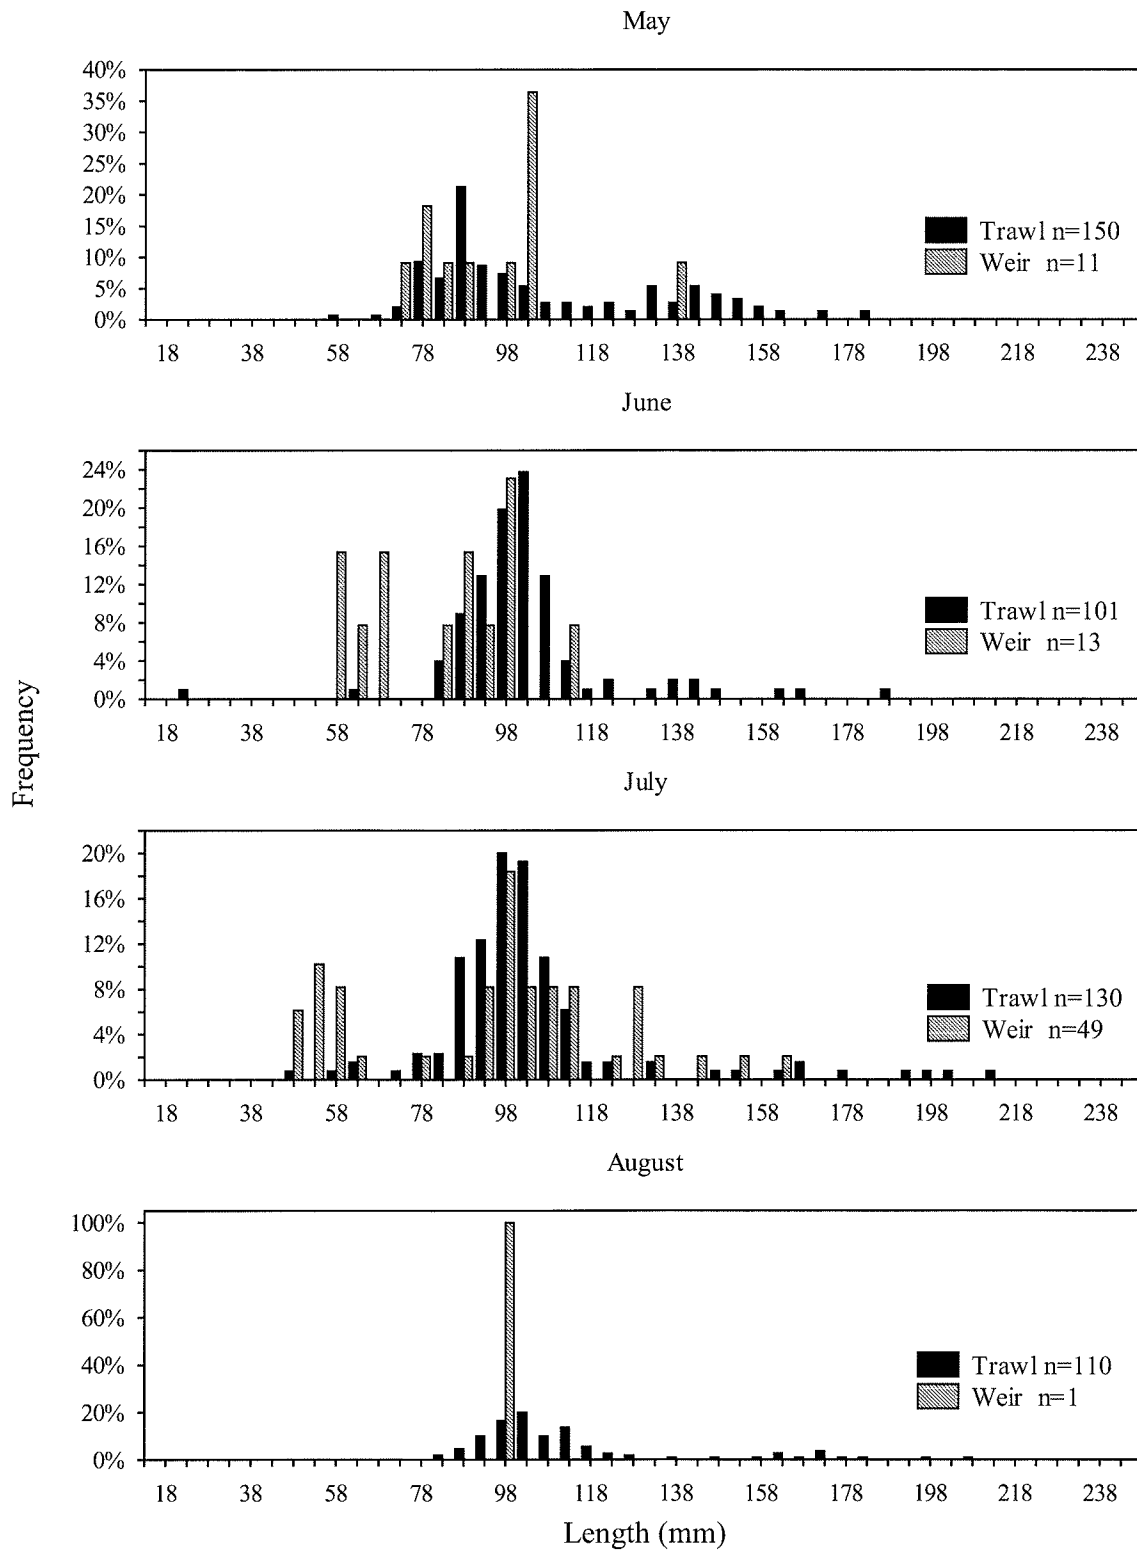 May
40%
35%
30%
25%
20%
15%
10%
5%
0%
Trawl n=150
Weir n=11
18 38 58 78 98 118 138 158 178 198 218 238
June
24%
20%
16%
12%
8%
4%
0%
Trawl n=101
Weir n=13
18 38 58 78 98 118 138 158 178 198 218 238
Frequency
July
20%
16%
12%
8%
4%
0%
Trawl n=130
Weir n=49
18 38 58 78 98 118 138 158 178 198 218 238
August
100%
80%
60%
40%
20%
0%
Trawl n=110
Weir n=1
18 38 58 78 98 118 138 158 178 198 218 238
Length (mm)